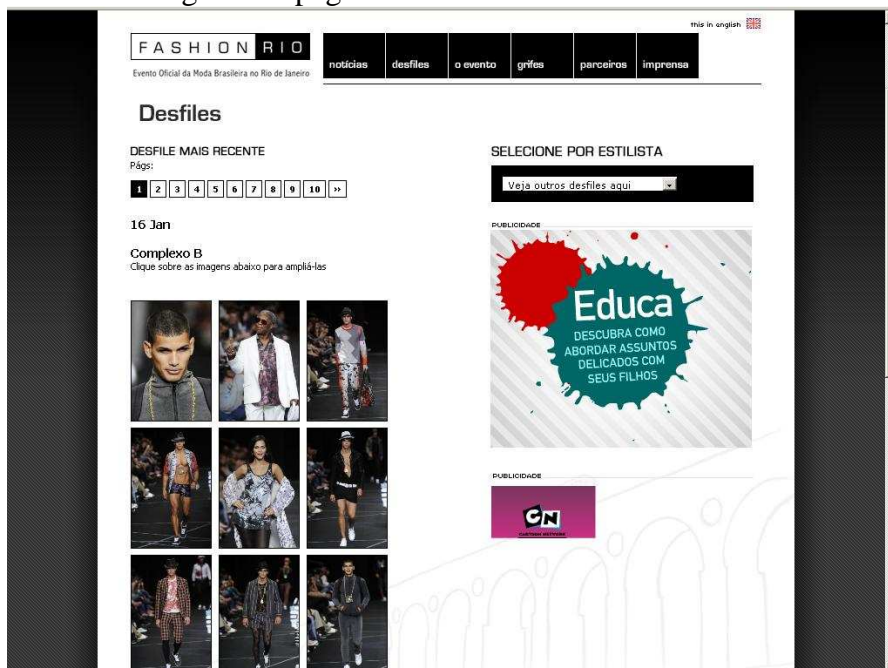 this in english
FASHION RIO
Evento Oficial da Moda Brasileira no Rio de Janeiro
notícias desfiles o evento grifes parceiros imprensa
Desfiles
DESFILE MAIS RECENTE
Págs:
1 2 3 4 5 6 7 8 9 10 »
16 Jan
Complexo B
Clique sobre as imagens abaixo para ampliá-las
SELECIONE POR ESTILISTA
Veja outros desfiles aqui
PUBLICIDADE
Educa
DESCUBRA COMO
ABORDAR ASSUNTOS
DELICADOS COM
SEUS FILHOS
PUBLICIDADE
CN
CARTOON NETWORK